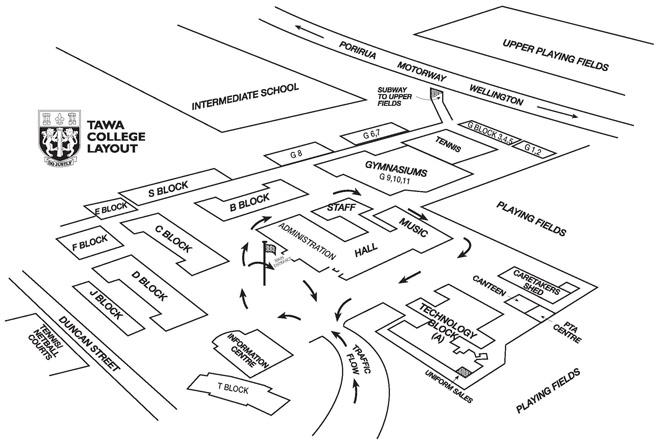 UPPER PLAYING FIELDS
PORIRUA MOTORWAY WELLINGTON
SUBWAY
TO UPPER
FIELDS
INTERMEDIATE SCHOOL
TAWA
COLLEGE
LAYOUT
G BLOCK 3,4,5
G 1,2
G 6,7
G 8
TENNIS
GYMNASIUMS
G 9,10,11
S BLOCK
E BLOCK
B BLOCK
STAFF
MUSIC
PLAYING FIELDS
C BLOCK
F BLOCK
ADMINISTRATION
HALL
D BLOCK
J BLOCK
CARETAKERS
SHED
CANTEEN
PTA
CENTRE
TECHNOLOGY
BLOCK
(A)
DUNCAN STREET
TENNIS/
NETBALL
COURTS
INFORMATION
CENTRE
TRAFFIC
FLOW
T BLOCK
UNIFORM SALES
PLAYING FIELDS